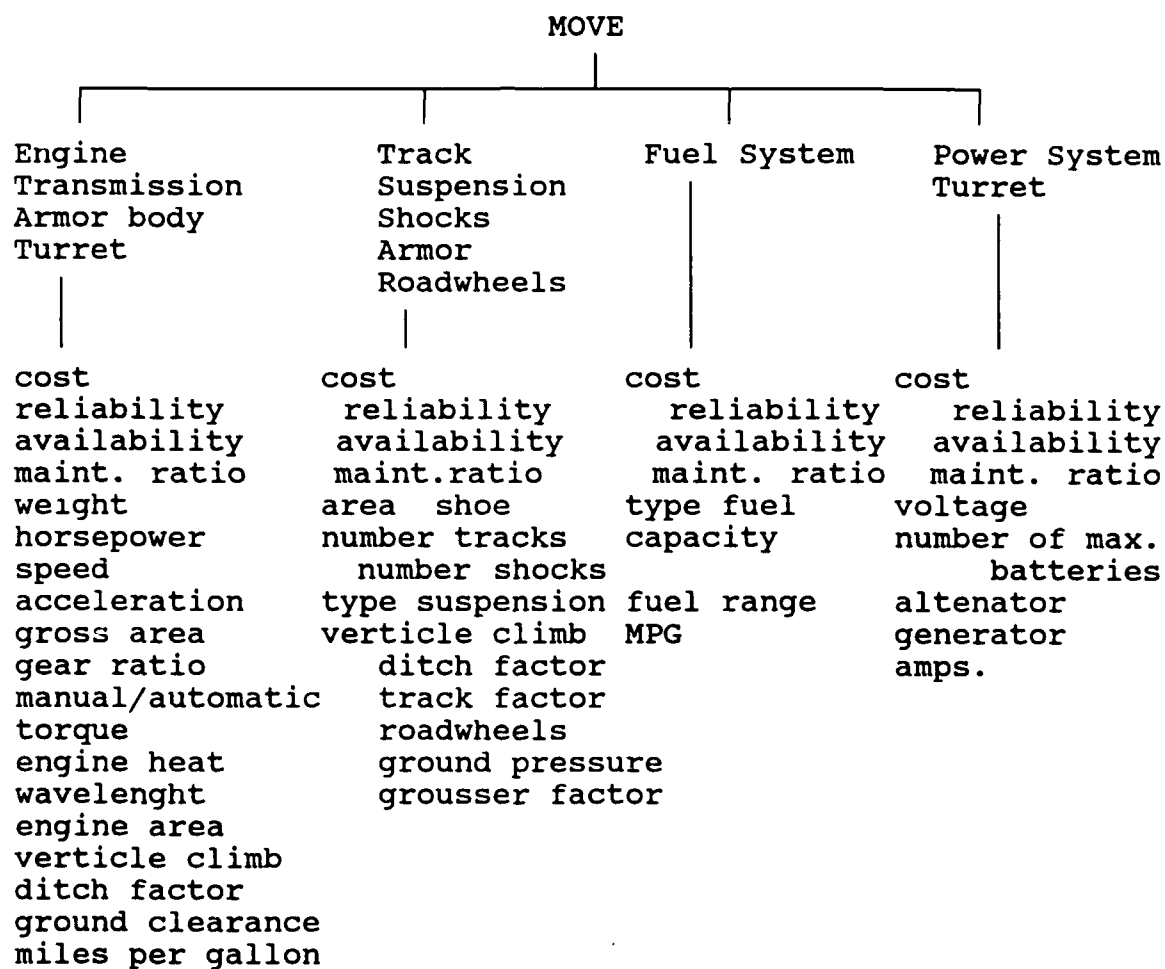 MOVE
Engine
Transmission
Armor body
Turret
Track
Suspension
Shocks
Armor
Roadwheels
Fuel System
Power System
Turret
cost
reliability
availability
maint. ratio
weight
horsepower
speed
acceleration
gross area
gear ratio
manual/automatic
torque
engine heat
wavelenght
engine area
verticle climb
ditch factor
ground clearance
miles per gallon
cost
reliability
availability
maint.ratio
area shoe
number tracks
number shocks
type suspension
verticle climb
ditch factor
track factor
roadwheels
ground pressure
grousser factor
cost
reliability
availability
maint. ratio
type fuel
capacity
fuel range
MPG
cost
reliability
availability
maint. ratio
voltage
number of max.
batteries
altenator
generator
amps.